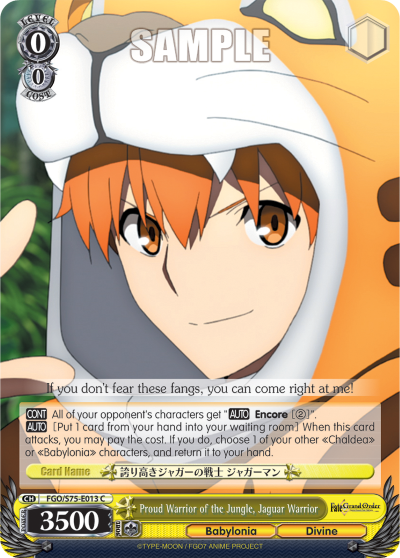 LEVEL
0
0
COST
SAMPLE
If you don't fear these fangs, you can come right at me!
CONT All of your opponent's characters get "AUTO Encore [②]".
AUTO [Put 1 card from your hand into your waiting room] When this card
attacks, you may pay the cost. If you do, choose 1 of your other «Chaldea»
or «Babylonia» characters, and return it to your hand.
Card Name 誇り高きジャガーの戦士 ジャガーマン
CH FGO/S75-E013 C
Proud Warrior of the Jungle, Jaguar Warrior
Fate Grand Order
POWER 3500 SOUL
Babylonia Divine
©TYPE-MOON / FGO7 ANIME PROJECT